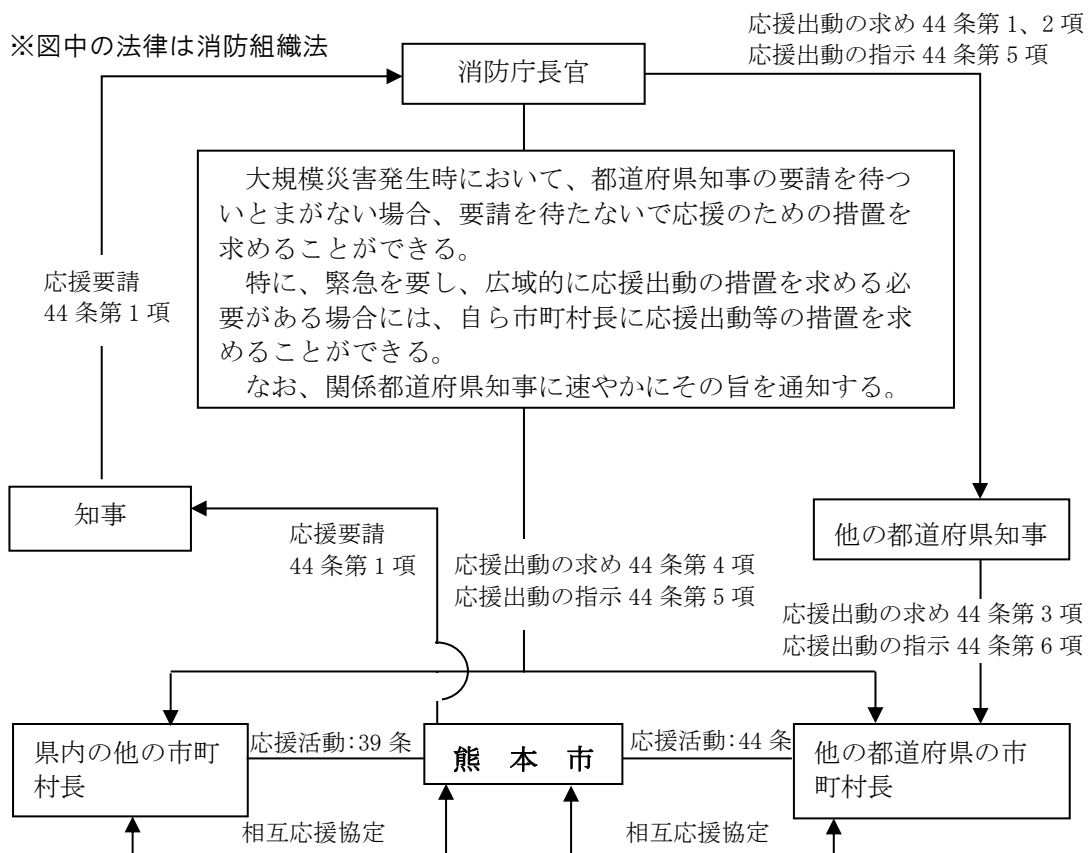 ※図中の法律は消防組織法
応援出動の求め 44 条第 1、2 項
応援出動の指示 44 条第 5 項
消防庁長官
大規模災害発生時において、都道府県知事の要請を待つ
いとまがない場合、要請を待たないで応援のための措置を
求めることができる。
特に、緊急を要し、広域的に応援出動の措置を求める必
要がある場合には、自ら市町村長に応援出動等の措置を求
めることができる。
なお、関係都道府県知事に速やかにその旨を通知する。
応援要請
44 条第 1 項
知事
応援要請
44 条第 1 項
応援出動の求め 44 条第 4 項
応援出動の指示 44 条第 5 項
他の都道府県知事
応援出動の求め 44 条第 3 項
応援出動の指示 44 条第 6 項
県内の他の市町
村長
応援活動:39 条
熊 本 市
応援活動:44 条
他の都道府県の市
町村長
相互応援協定
相互応援協定